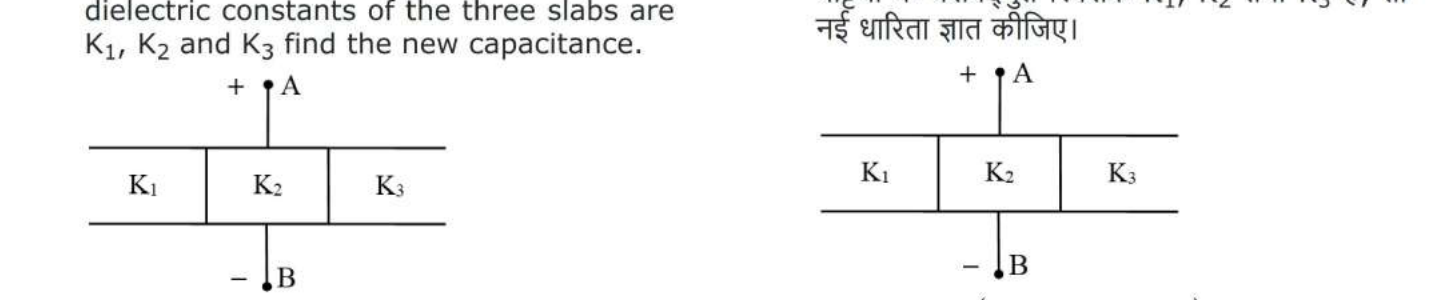 dielectric constants of the three slabs are
K₁, K₂ and K₃ find the new capacitance.
+ A
K₁ K₂ K₃
− B
नई धारिता ज्ञात कीजिए।
+ A
K₁ K₂ K₃
− B